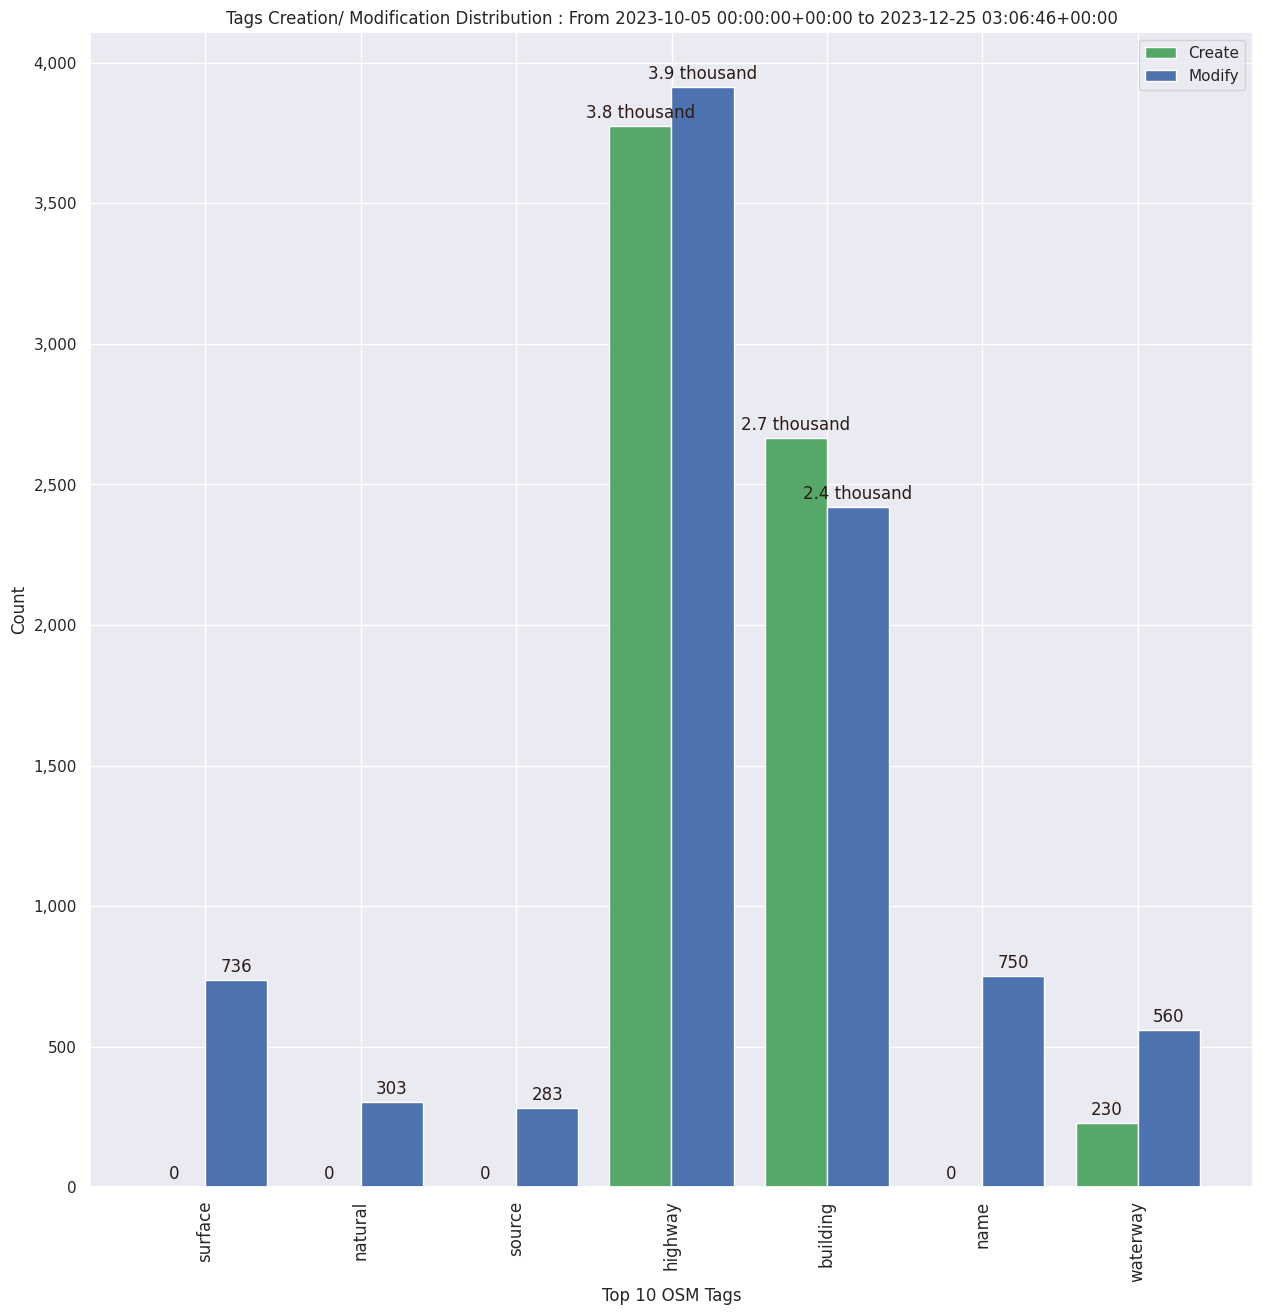 Tags Creation/ Modification Distribution : From 2023-10-05 00:00:00+00:00 to 2023-12-25 03:06:46+00:00
Create
Modify
4,000
3,500
3,000
2,500
2,000
1,500
1,000
500
0
Count
3.9 thousand
3.8 thousand
2.7 thousand
2.4 thousand
736
750
560
303
283
230
0
0
0
0
surface
natural
source
highway
building
name
waterway
Top 10 OSM Tags